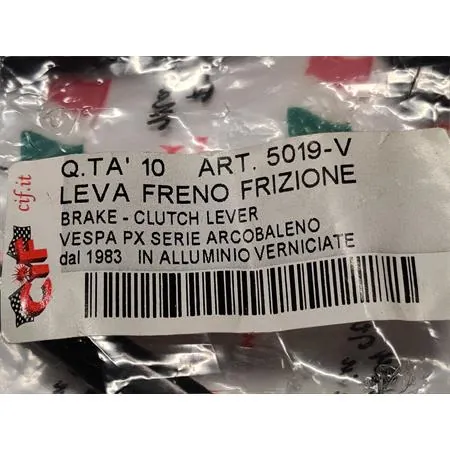 Q.TA' 10 ART. 5019-V
LEVA FRENO FRIZIONE
BRAKE - CLUTCH LEVER
VESPA PX SERIE ARCOBALENO
dal 1983 IN ALLUMINIO VERNICIATE
cif.it
CIF